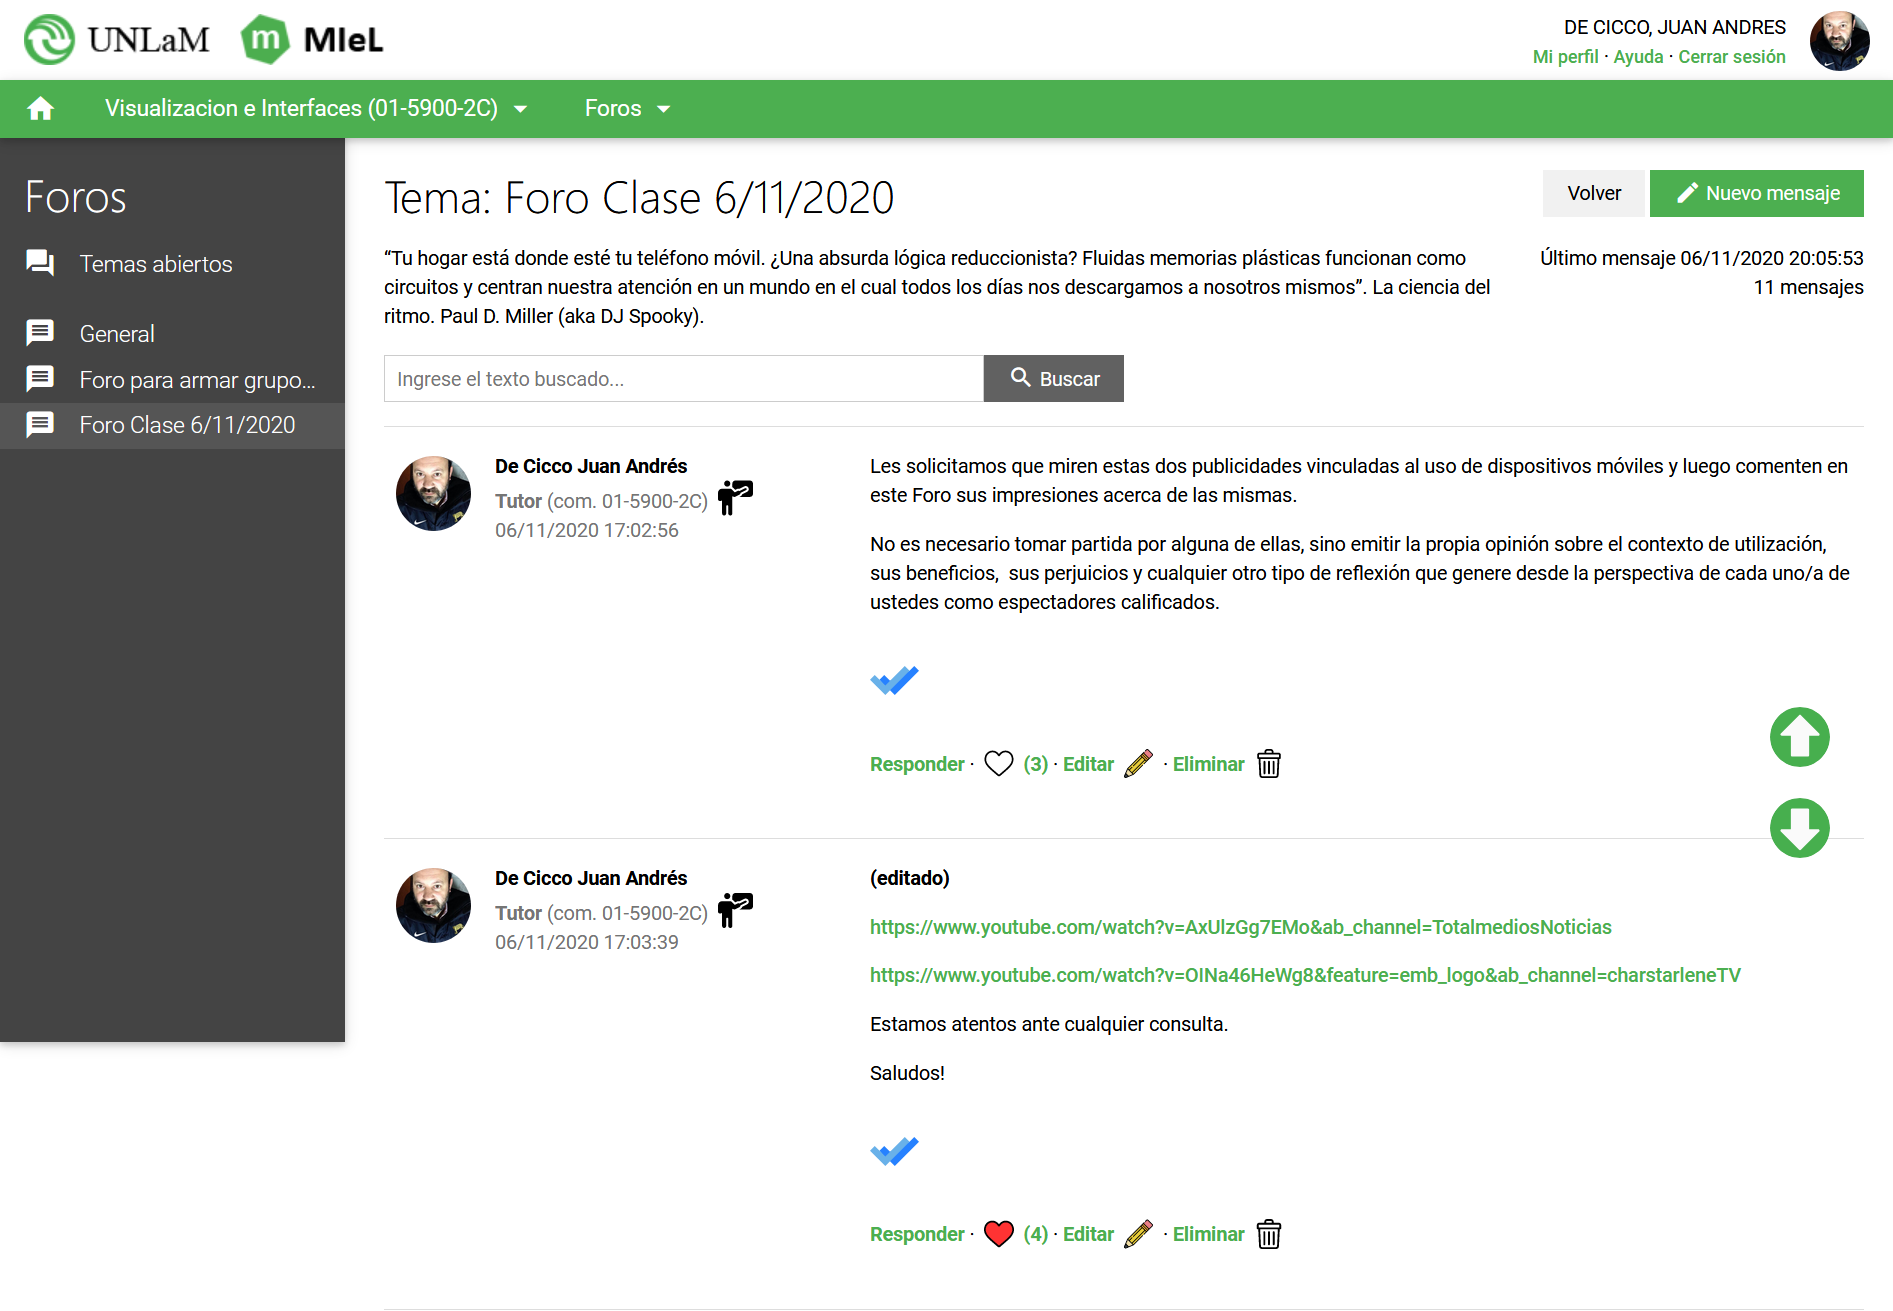 UNLaM m MIeL
DE CICCO, JUAN ANDRES
Mi perfil · Ayuda · Cerrar sesión
Visualizacion e Interfaces (01-5900-2C) Foros
Foros
Temas abiertos
General
Foro para armar grupo...
Foro Clase 6/11/2020
Tema: Foro Clase 6/11/2020
Volver
Nuevo mensaje
“Tu hogar está donde esté tu teléfono móvil. ¿Una absurda lógica reduccionista? Fluidas memorias plásticas funcionan como
circuitos y centran nuestra atención en un mundo en el cual todos los días nos descargamos a nosotros mismos”. La ciencia del
ritmo. Paul D. Miller (aka DJ Spooky).
Último mensaje 06/11/2020 20:05:53
11 mensajes
Ingrese el texto buscado...
Buscar
De Cicco Juan Andrés
Tutor (com. 01-5900-2C)
06/11/2020 17:02:56
Les solicitamos que miren estas dos publicidades vinculadas al uso de dispositivos móviles y luego comenten en
este Foro sus impresiones acerca de las mismas.
No es necesario tomar partida por alguna de ellas, sino emitir la propia opinión sobre el contexto de utilización,
sus beneficios,  sus perjuicios y cualquier otro tipo de reflexión que genere desde la perspectiva de cada uno/a de
ustedes como espectadores calificados.
Responder · (3) · Editar · Eliminar
De Cicco Juan Andrés
Tutor (com. 01-5900-2C)
06/11/2020 17:03:39
(editado)
https://www.youtube.com/watch?v=AxUlzGg7EMo&ab_channel=TotalmediosNoticias
https://www.youtube.com/watch?v=OINa46HeWg8&feature=emb_logo&ab_channel=charstarleneTV
Estamos atentos ante cualquier consulta.
Saludos!
Responder · (4) · Editar · Eliminar